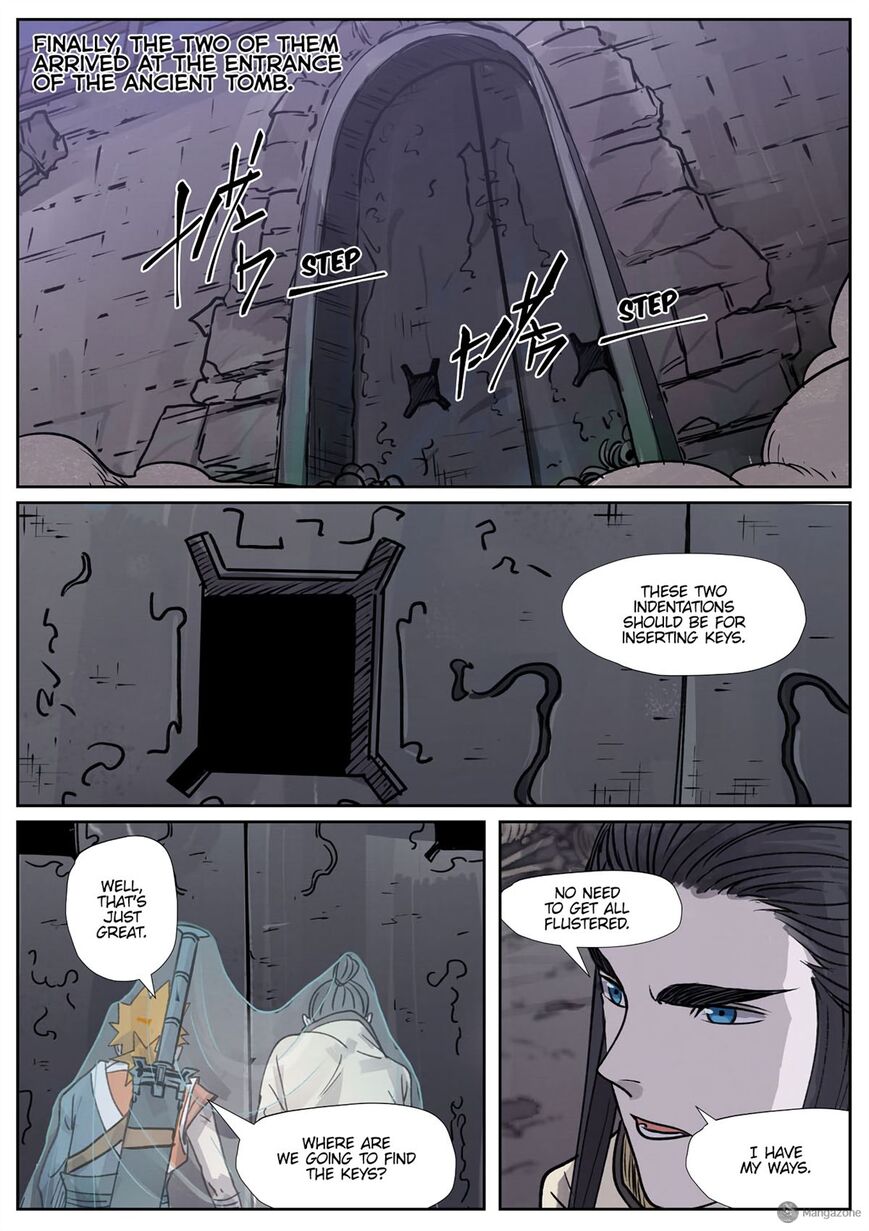 FINALLY, THE TWO OF THEM
ARRIVED AT THE ENTRANCE
OF THE ANCIENT TOMB.
STEP
STEP
THESE TWO
INDENTATIONS
SHOULD BE FOR
INSERTING KEYS.
WELL,
THAT'S
JUST
GREAT.
WHERE ARE
WE GOING TO FIND
THE KEYS?
NO NEED
TO GET ALL
FLUSTERED.
I HAVE
MY WAYS.
Mangazone